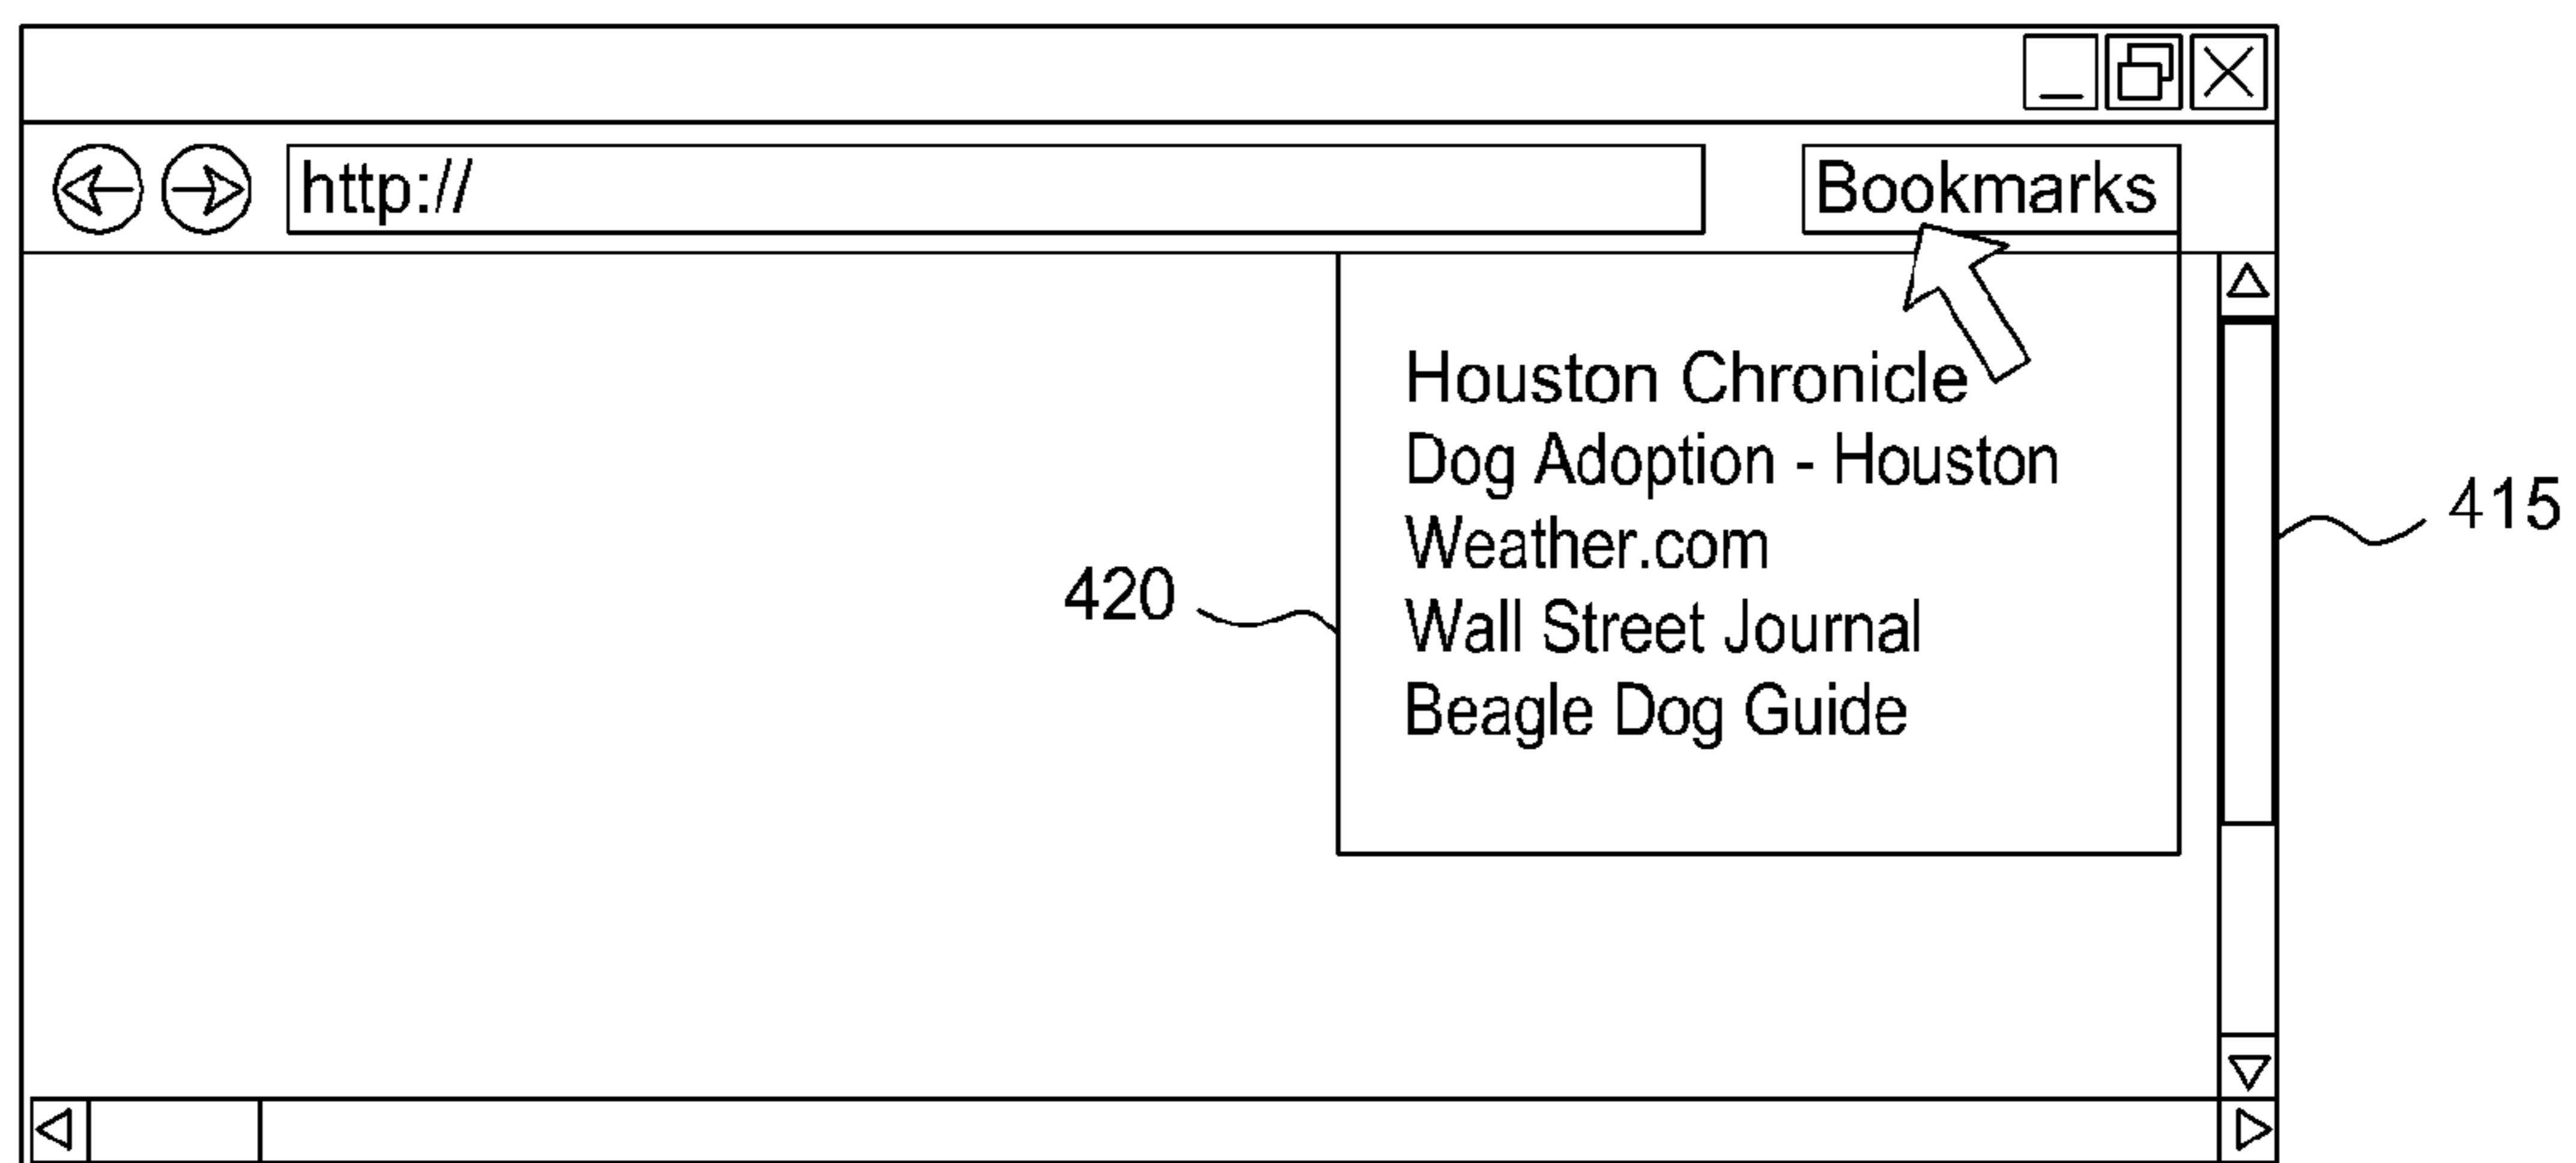 http://
Bookmarks
Houston Chronicle
Dog Adoption - Houston
Weather.com
Wall Street Journal
Beagle Dog Guide
415
420